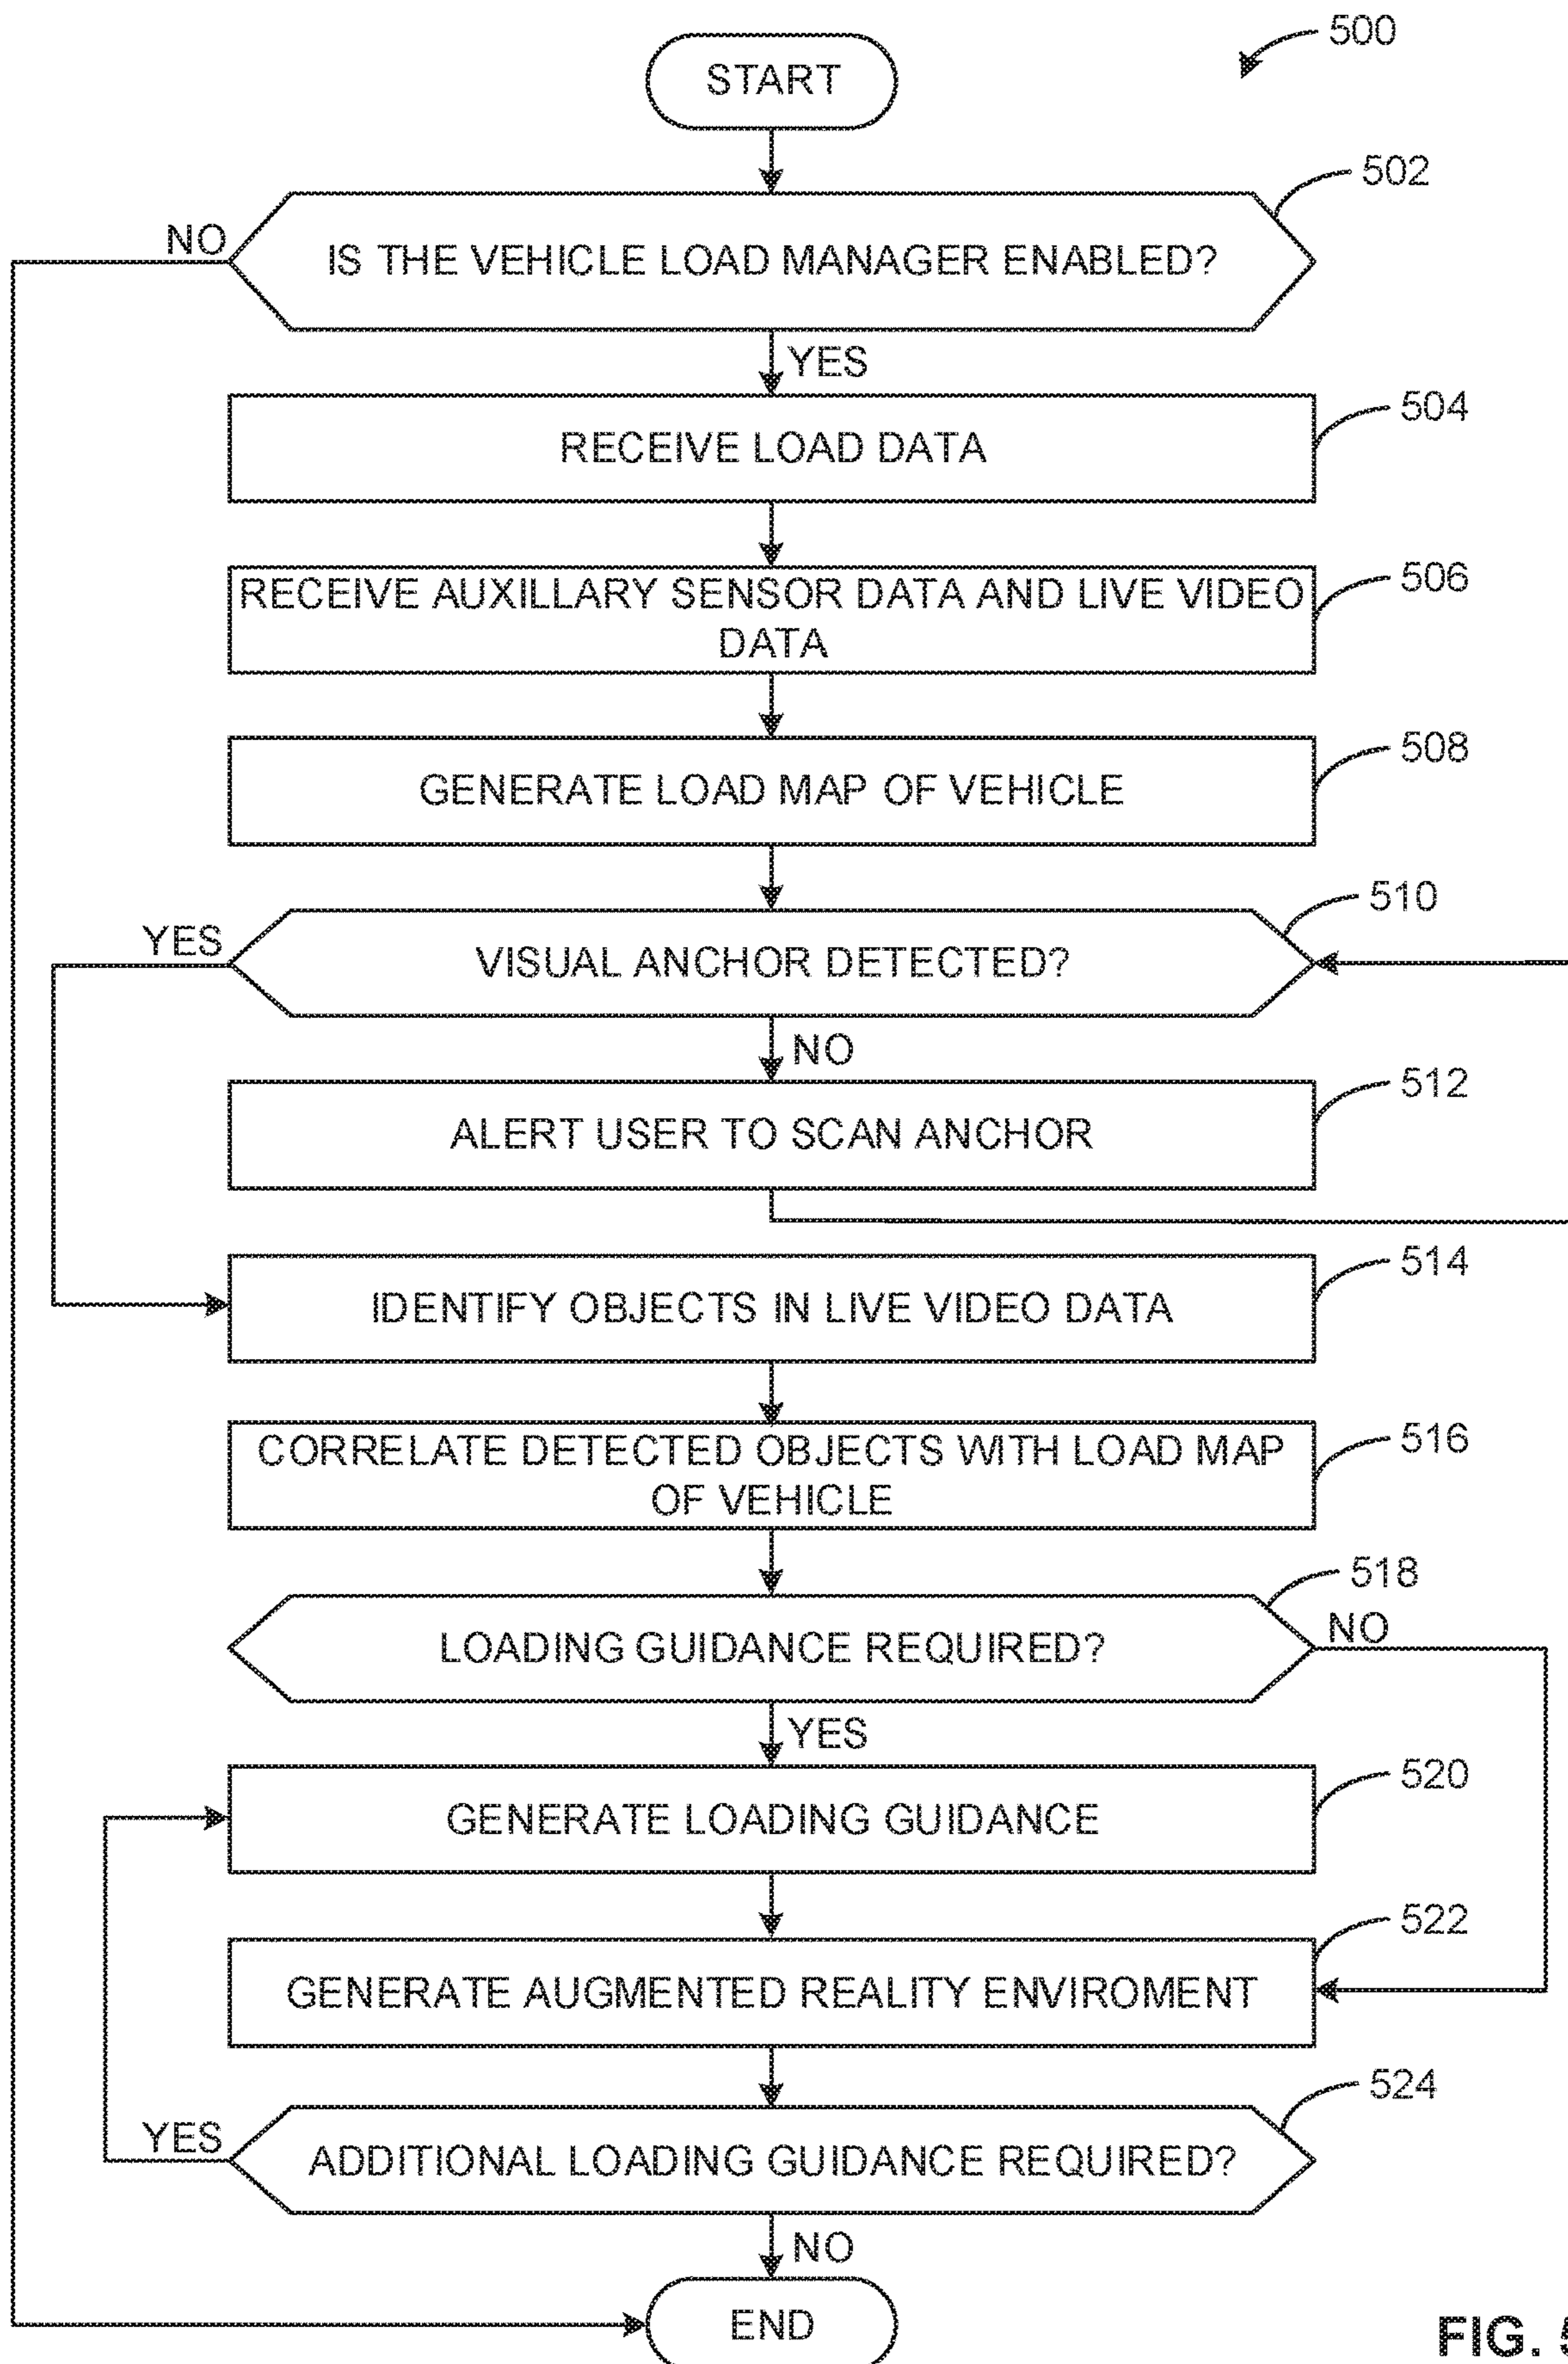 500
START
502
NO
IS THE VEHICLE LOAD MANAGER ENABLED?
YES
504
RECEIVE LOAD DATA
506
RECEIVE AUXILLARY SENSOR DATA AND LIVE VIDEO
DATA
508
GENERATE LOAD MAP OF VEHICLE
510
YES
VISUAL ANCHOR DETECTED?
NO
512
ALERT USER TO SCAN ANCHOR
514
IDENTIFY OBJECTS IN LIVE VIDEO DATA
516
CORRELATE DETECTED OBJECTS WITH LOAD MAP
OF VEHICLE
518
NO
LOADING GUIDANCE REQUIRED?
YES
520
GENERATE LOADING GUIDANCE
522
GENERATE AUGMENTED REALITY ENVIROMENT
524
YES
ADDITIONAL LOADING GUIDANCE REQUIRED?
NO
END
FIG. 5